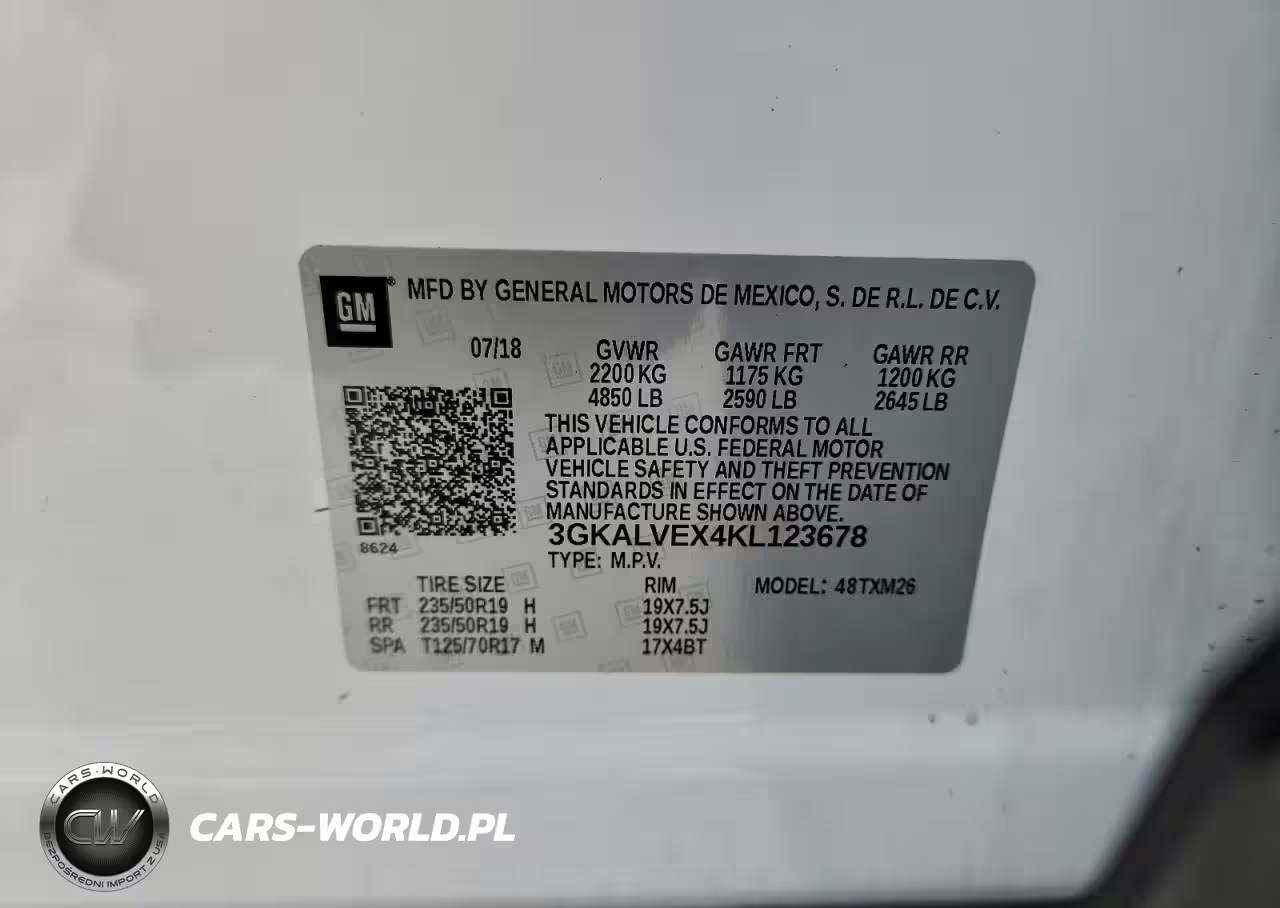 GM
MFD BY GENERAL MOTORS DE MEXICO, S. DE R.L. DE C.V.
07/18 GVWR GAWR FRT GAWR RR
2200 KG 1175 KG 1200 KG
4850 LB 2590 LB 2645 LB
THIS VEHICLE CONFORMS TO ALL
APPLICABLE U.S. FEDERAL MOTOR
VEHICLE SAFETY AND THEFT PREVENTION
STANDARDS IN EFFECT ON THE DATE OF
MANUFACTURE SHOWN ABOVE.
3GKALVEX4KL123678
8624
TYPE: M.P.V.
TIRE SIZE RIM MODEL: 48TXM26
FRT 235/50R19 H 19X7.5J
RR 235/50R19 H 19X7.5J
SPA T125/70R17 M 17X4BT
CARS-WORLD
CW
BEZPOŚREDNI IMPORT Z USA
CARS-WORLD.PL